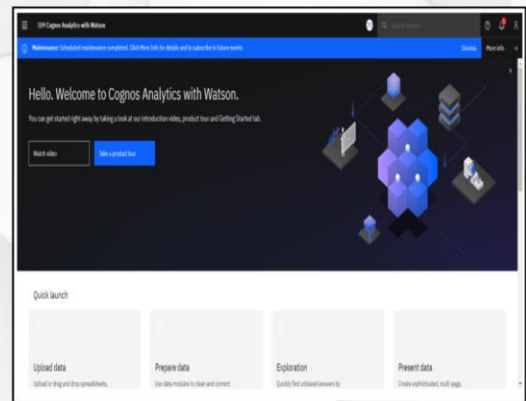 IBM Cognos Analytics with Watson
Search content
Maintenance: Scheduled maintenance completed. Click More Info for details and to subscribe to future events
Dismiss
More info
Hello. Welcome to Cognos Analytics with Watson.
You can get started right away by taking a look at our introduction video, product tour and Getting Started tab.
Watch video
Take a product tour
Quick launch
Upload data
Upload or drag and drop spreadsheets,
Prepare data
Use data modules to clean and connect
Exploration
Quickly find unbiased answers by
Present data
Create sophisticated, multi-page,